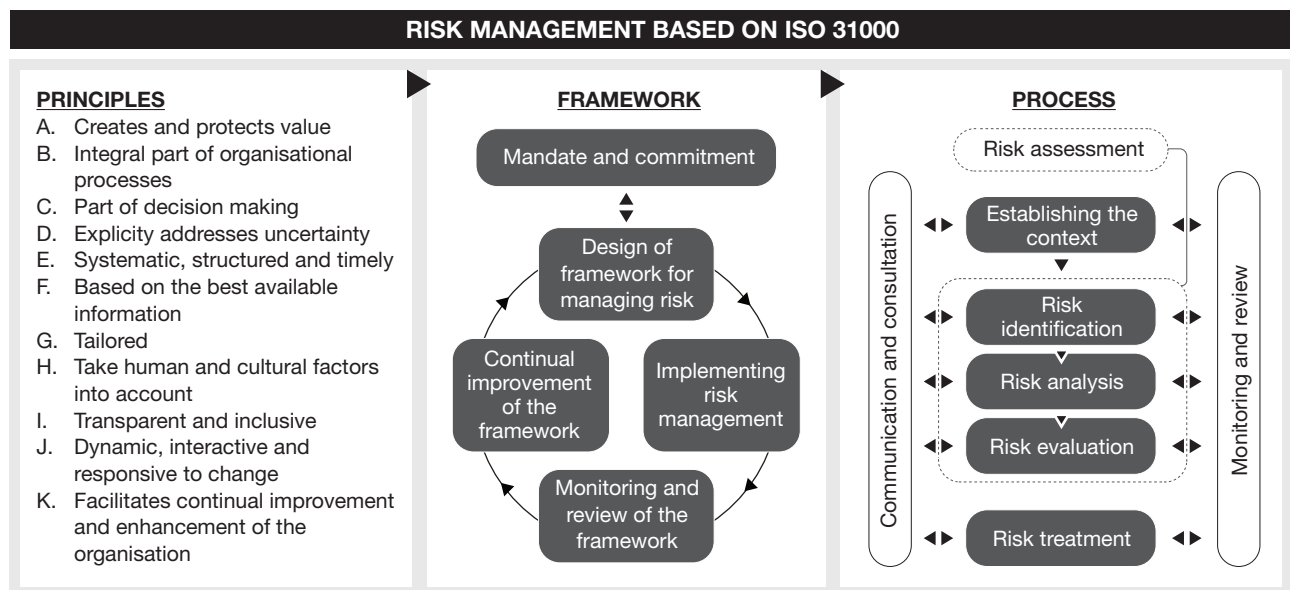 RISK MANAGEMENT BASED ON ISO 31000
PRINCIPLES
A. Creates and protects value
B. Integral part of organisational
processes
C. Part of decision making
D. Explicity addresses uncertainty
E. Systematic, structured and timely
F. Based on the best available
information
G. Tailored
H. Take human and cultural factors
into account
I. Transparent and inclusive
J. Dynamic, interactive and
responsive to change
K. Facilitates continual improvement
and enhancement of the
organisation
FRAMEWORK
Mandate and commitment
Design of
framework for
managing risk
Continual
improvement
of the
framework
Implementing
risk
management
Monitoring and
review of the
framework
PROCESS
Risk assessment
Communication and consultation
Establishing the
context
Risk
identification
Risk analysis
Risk evaluation
Risk treatment
Monitoring and review